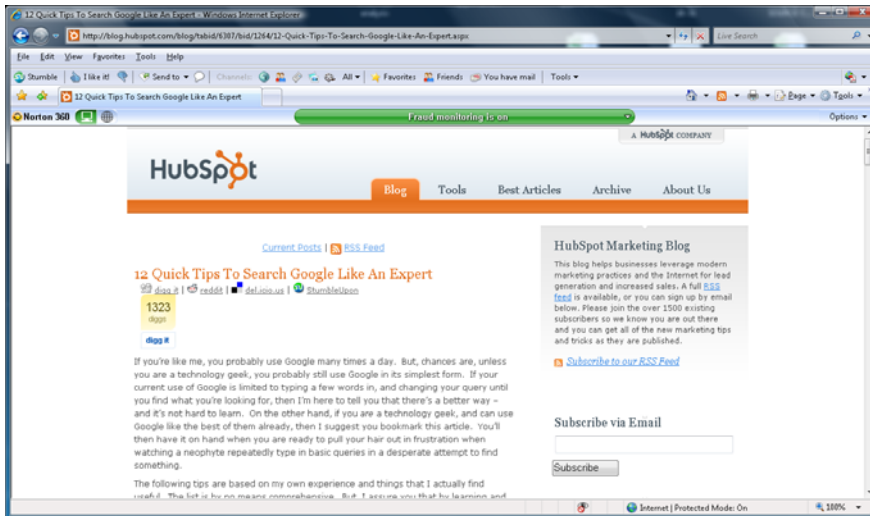 12 Quick Tips To Search Google Like An Expert - Windows Internet Explorer
http://blog.hubspot.com/blog/tabid/6307/bid/1264/12-Quick-Tips-To-Search-Google-Like-An-Expert.aspx
Live Search
File Edit View Favorites Tools Help
Stumble I like it! Send to Channels: All Favorites Friends You have mail Tools
12 Quick Tips To Search Google Like An Expert
Page Tools
Norton 360 Fraud monitoring is on Options
A HubSpot COMPANY
HubSpot
Blog Tools Best Articles Archive About Us
Current Posts | RSS Feed
12 Quick Tips To Search Google Like An Expert
digg it | reddit | del.icio.us | StumbleUpon
1323
diggs
digg it
If you're like me, you probably use Google many times a day. But, chances are, unless
you are a technology geek, you probably still use Google in its simplest form. If your
current use of Google is limited to typing a few words in, and changing your query until
you find what you're looking for, then I'm here to tell you that there's a better way –
and it's not hard to learn. On the other hand, if you are a technology geek, and can use
Google like the best of them already, then I suggest you bookmark this article. You'll
then have it on hand when you are ready to pull your hair out in frustration when
watching a neophyte repeatedly type in basic queries in a desperate attempt to find
something.
The following tips are based on my own experience and things that I actually find
useful. The list is by no means comprehensive. But, I assure you that by learning and
HubSpot Marketing Blog
This blog helps businesses leverage modern
marketing practices and the Internet for lead
generation and increased sales. A full RSS
feed is available, or you can sign up by email
below. Please join the over 1500 existing
subscribers so we know you are out there
and you can get all of the new marketing tips
and tricks as they are published.
Subscribe to our RSS Feed
Subscribe via Email
Subscribe
Internet | Protected Mode: On
100%